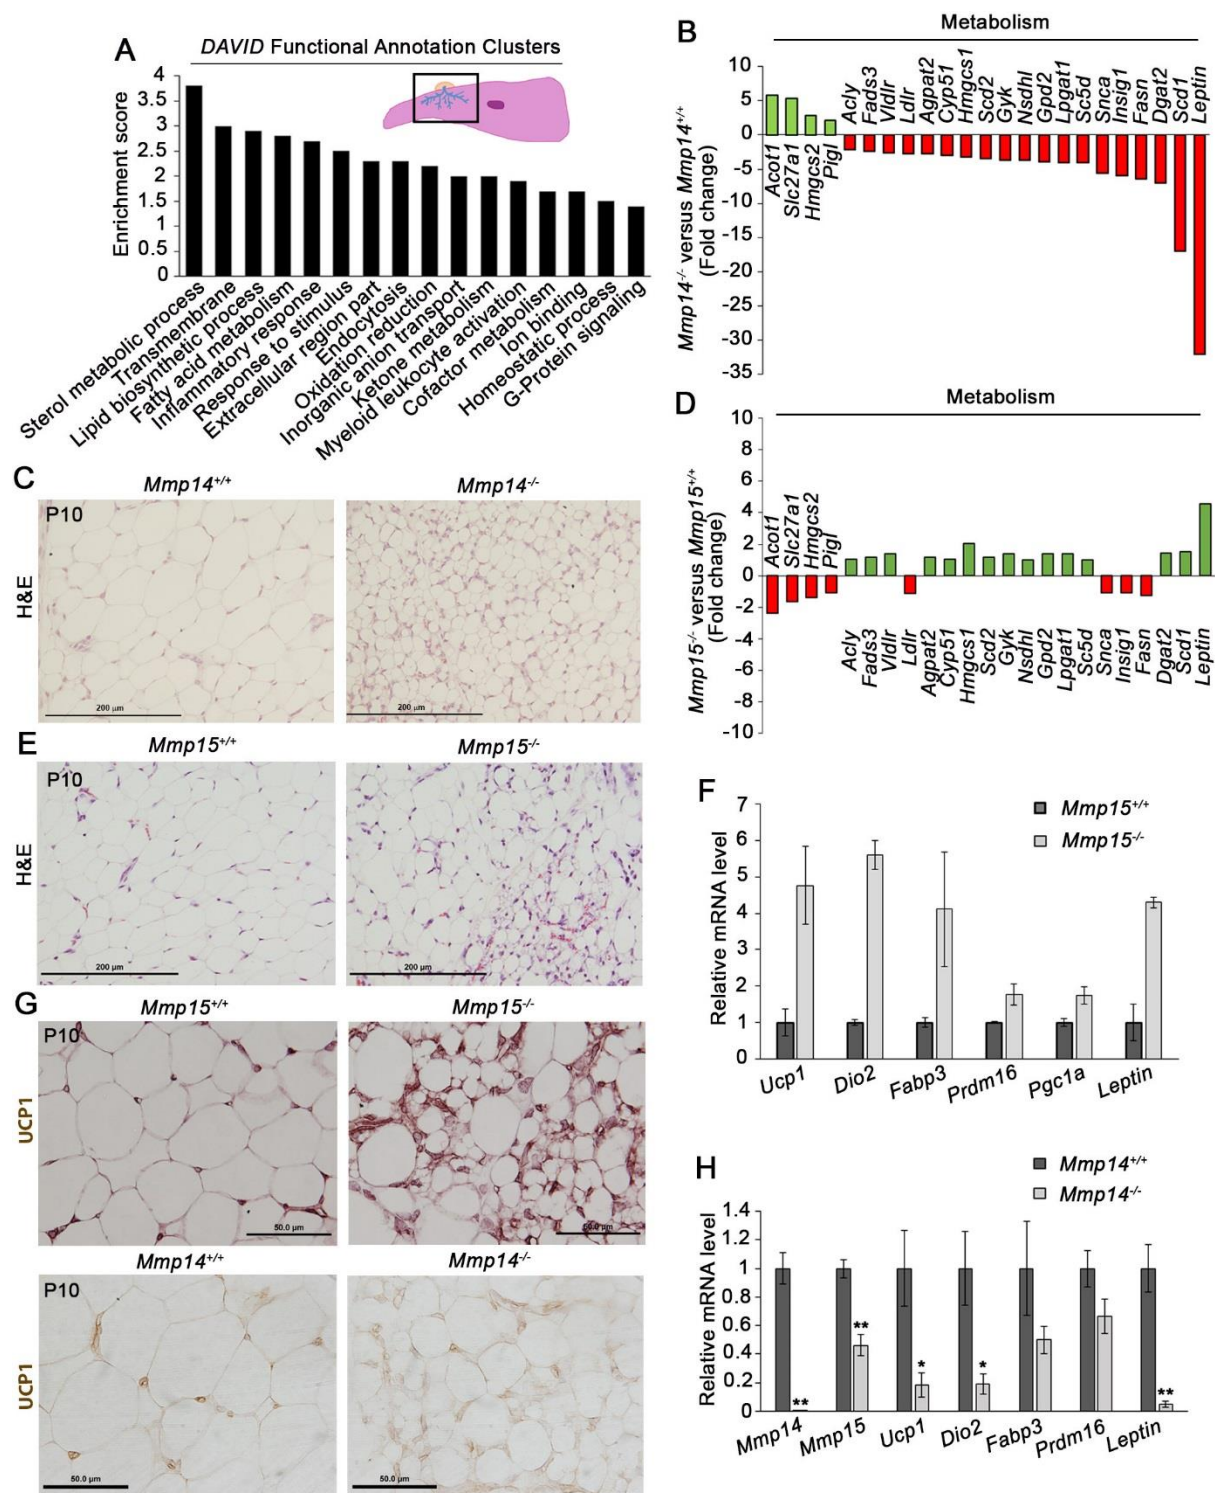 A
DAVID Functional Annotation Clusters
Enrichment score
4
3.5
3
2.5
2
1.5
1
0.5
0
Sterol metabolic process
Transmembrane
Lipid biosynthetic process
Fatty acid metabolism
Inflammatory response
Response to stimulus
Extracellular region part
Endocytosis
Oxidation reduction
Inorganic anion transport
Ketone metabolism
Myeloid leukocyte activation
Cofactor metabolism
Ion binding
Homeostatic process
G-Protein signaling
B
Metabolism
Mmp14-/- versus Mmp14+/+
(Fold change)
10
5
0
-5
-10
-15
-20
-25
-30
-35
Acot1
Slc27a1
Hmgcs2
Pigl
Acly
Fads3
Vldlr
Ldlr
Agpat2
Cyp51
Hmgcs1
Scd2
Gyk
Nsdhl
Gpd2
Lpgat1
Sc5d
Snca
Insig1
Fasn
Dgat2
Scd1
Leptin
C
Mmp14+/+
Mmp14-/-
H&E
P10
200 µm
200 µm
D
Metabolism
Mmp15-/- versus Mmp15+/+
(Fold change)
10
8
6
4
2
0
-2
-4
-6
-8
-10
Acot1
Slc27a1
Hmgcs2
Pigl
Acly
Fads3
Vldlr
Ldlr
Agpat2
Cyp51
Hmgcs1
Scd2
Gyk
Nsdhl
Gpd2
Lpgat1
Sc5d
Snca
Insig1
Fasn
Dgat2
Scd1
Leptin
E
Mmp15+/+
Mmp15-/-
H&E
P10
200 µm
200 µm
F
Relative mRNA level
7
6
5
4
3
2
1
0
Mmp15+/+
Mmp15-/-
Ucp1
Dio2
Fabp3
Prdm16
Pgc1a
Leptin
G
Mmp15+/+
Mmp15-/-
UCP1
P10
50.0 µm
50.0 µm
Mmp14+/+
Mmp14-/-
UCP1
P10
50.0 µm
50.0 µm
H
Relative mRNA level
1.4
1.2
1
0.8
0.6
0.4
0.2
0
Mmp14+/+
Mmp14-/-
**
**
*
*
**
Mmp14
Mmp15
Ucp1
Dio2
Fabp3
Prdm16
Leptin